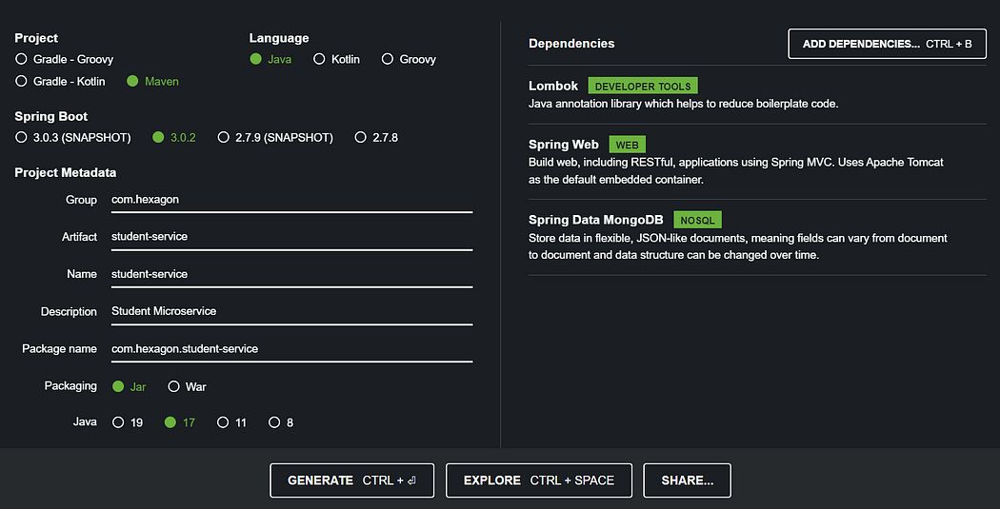 Project
Gradle - Groovy
Gradle - Kotlin Maven
Language
Java Kotlin Groovy
Spring Boot
3.0.3 (SNAPSHOT) 3.0.2 2.7.9 (SNAPSHOT) 2.7.8
Project Metadata
Group com.hexagon
Artifact student-service
Name student-service
Description Student Microservice
Package name com.hexagon.student-service
Packaging Jar War
Java 19 17 11 8
Dependencies ADD DEPENDENCIES... CTRL + B
Lombok DEVELOPER TOOLS
Java annotation library which helps to reduce boilerplate code.
Spring Web WEB
Build web, including RESTful, applications using Spring MVC. Uses Apache Tomcat
as the default embedded container.
Spring Data MongoDB NOSQL
Store data in flexible, JSON-like documents, meaning fields can vary from document
to document and data structure can be changed over time.
GENERATE CTRL + ⏎ EXPLORE CTRL + SPACE SHARE...